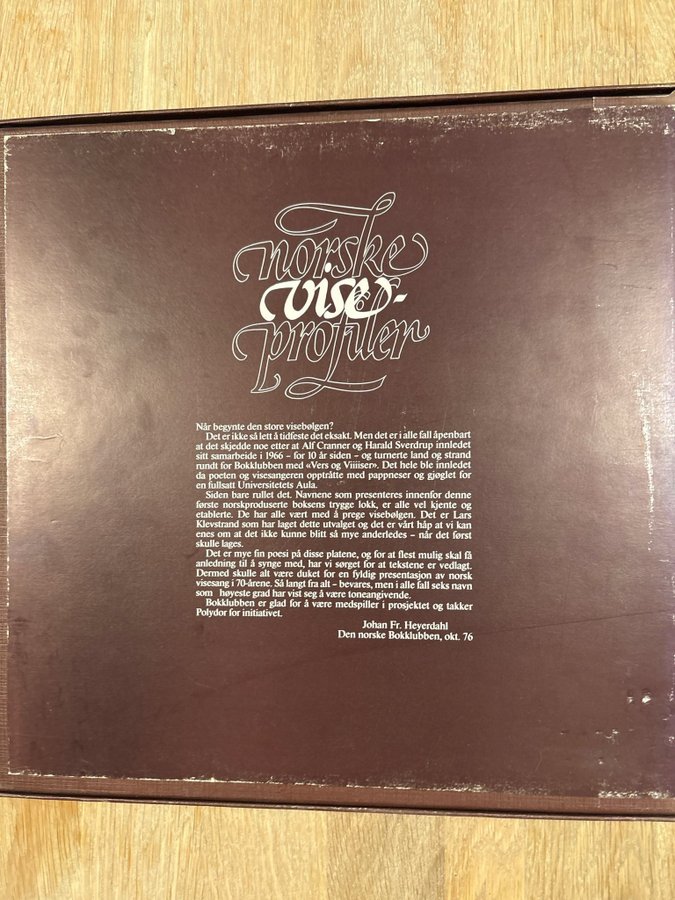 norske
vise-
profiler
Når begynte den store visebølgen?
Det er ikke så lett å tidfeste det eksakt. Men det er i alle fall åpenbart
at det skjedde noe etter at Alf Cranner og Harald Sverdrup innledet
sitt samarbeide i 1966 – for 10 år siden – og turnerte land og strand
rundt for Bokklubben med «Vers og Viiiiser». Det hele ble innledet
da poeten og visesangeren opptråtte med pappneser og gjøglet for
en fullsatt Universitetets Aula.
Siden bare rullet det. Navnene som presenteres innenfor denne
første norskproduserte boksens trygge lokk, er alle vel kjente og
etablerte. De har alle vært med å prege visebølgen. Det er Lars
Klevstrand som har laget dette utvalget og det er vårt håp at vi kan
enes om at det ikke kunne blitt så mye anderledes – når det først
skulle lages.
Det er mye fin poesi på disse platene, og for at flest mulig skal få
anledning til å synge med, har vi sørget for at tekstene er vedlagt.
Dermed skulle alt være duket for en fyldig presentasjon av norsk
visesang i 70-årene. Så langt fra alt – bevares, men i alle fall seks navn
som høyeste grad har vist seg å være toneangivende.
Bokklubben er glad for å være medspiller i prosjektet og takker
Polydor for initiativet.
Johan Fr. Heyerdahl
Den norske Bokklubben, okt. 76